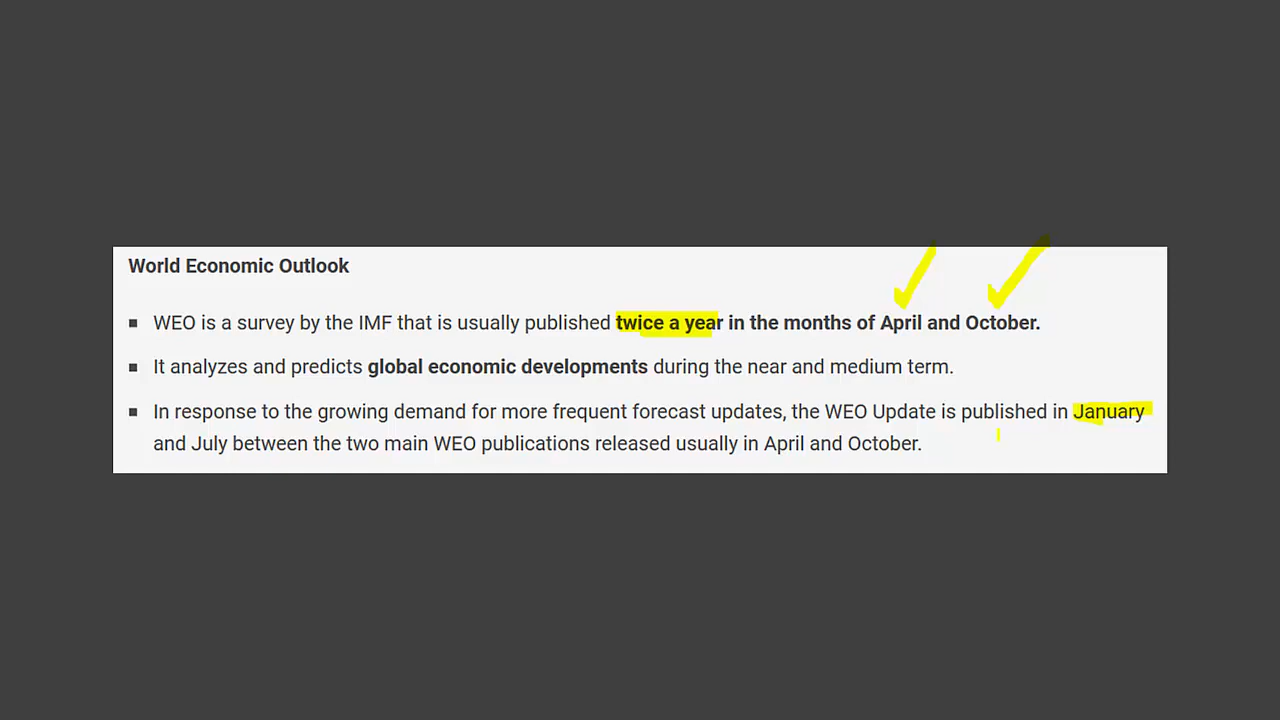 World Economic Outlook
WEO is a survey by the IMF that is usually published twice a year in the months of April and October.
It analyzes and predicts global economic developments during the near and medium term.
In response to the growing demand for more frequent forecast updates, the WEO Update is published in January
and July between the two main WEO publications released usually in April and October.